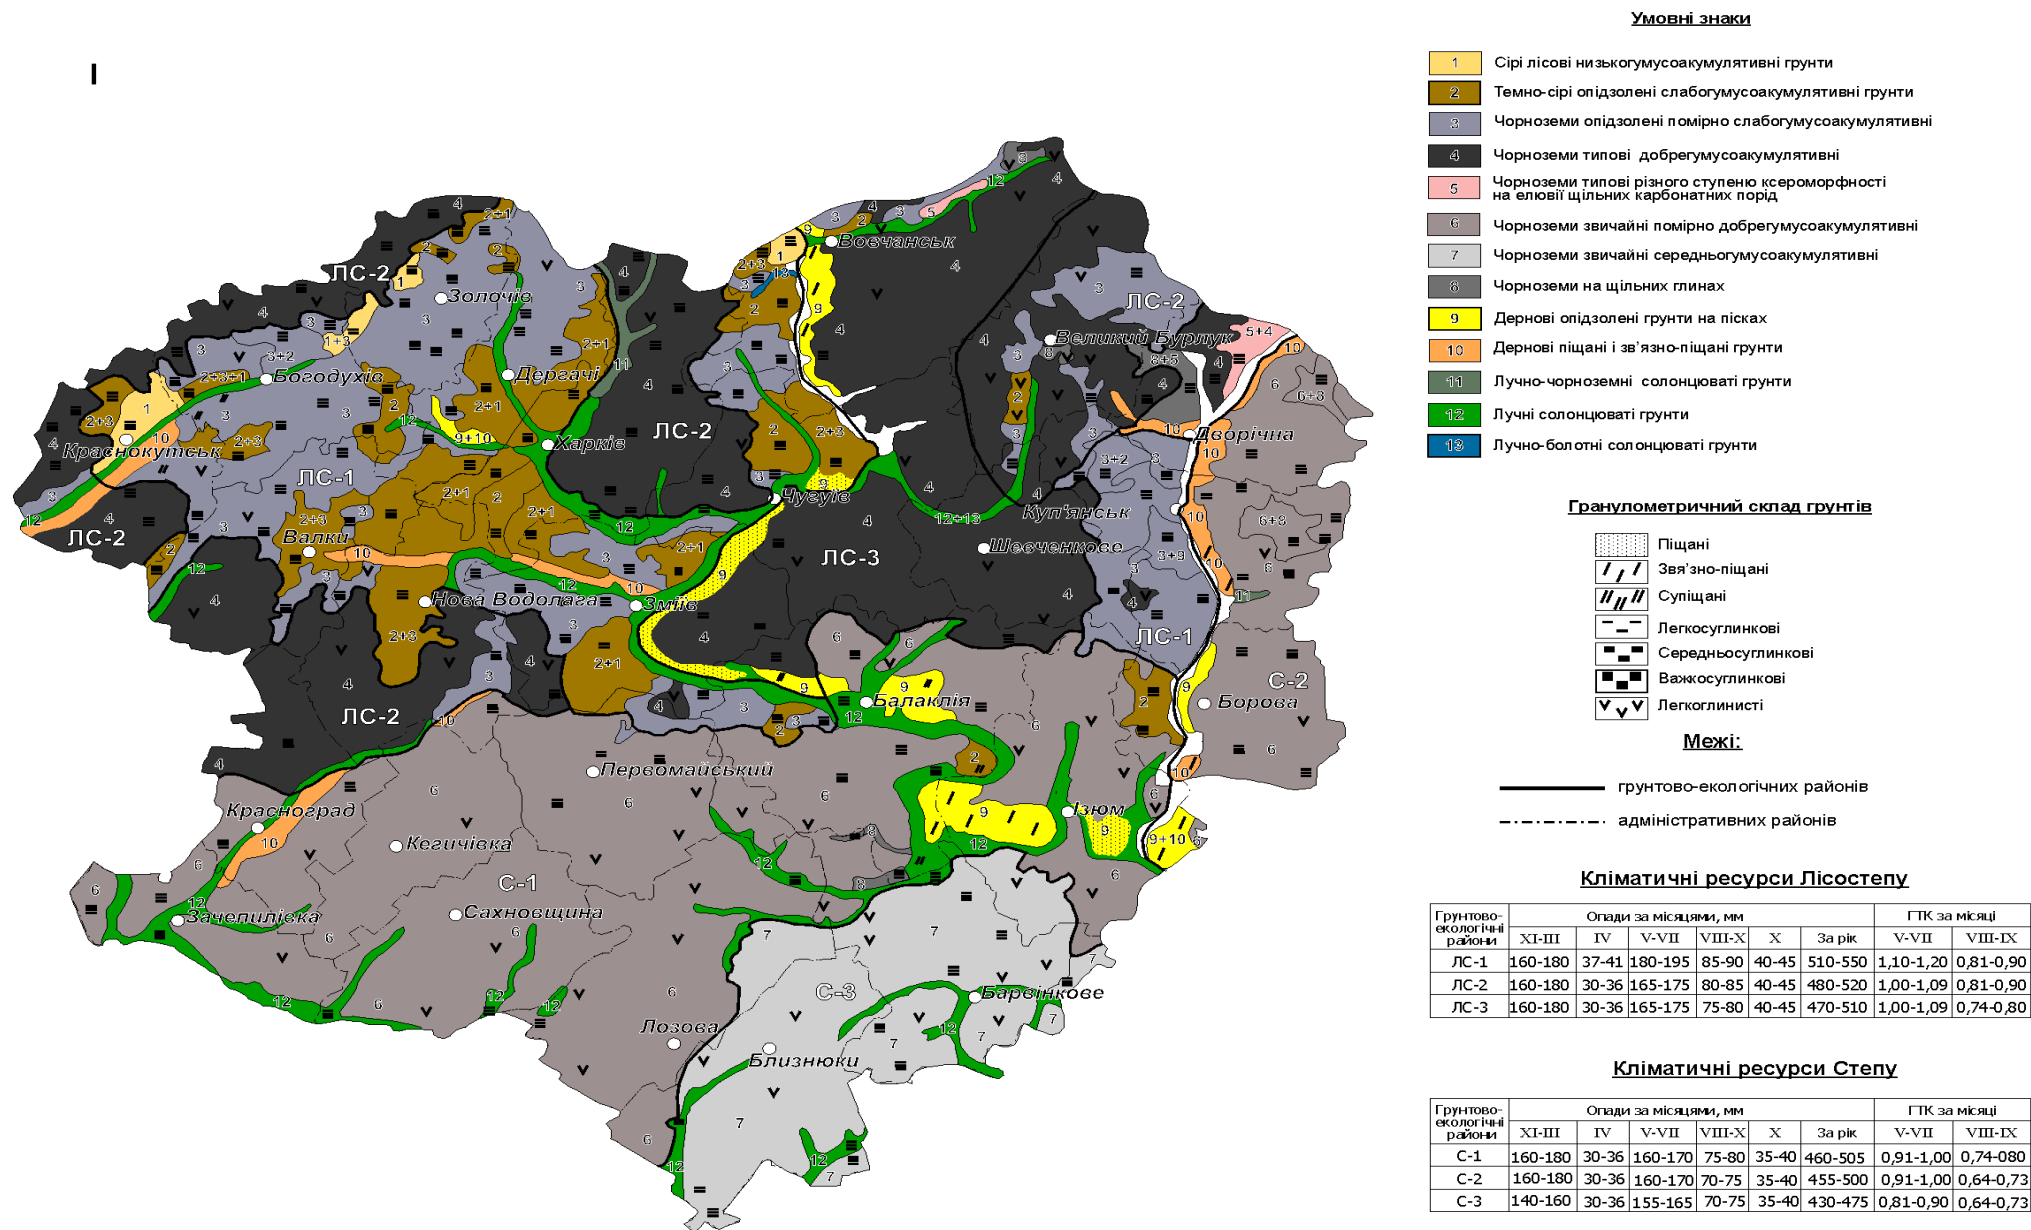 I
Умовні знаки
1 Сірі лісові низькогумусоакумулятивні грунти
2 Темно-сірі опідзолені слабогумусоакумулятивні грунти
3 Чорноземи опідзолені помірно слабогумусоакумулятивні
4 Чорноземи типові добрегумусоакумулятивні
5 Чорноземи типові різного ступеню ксероморфності
на елювії щільних карбонатних порід
6 Чорноземи звичайні помірно добрегумусоакумулятивні
7 Чорноземи звичайні середньогумусоакумулятивні
8 Чорноземи на щільних глинах
9 Дернові опідзолені грунти на пісках
10 Дернові піщані і зв'язно-піщані грунти
11 Лучно-чорноземні солонцюваті грунти
12 Лучні солонцюваті грунти
13 Лучно-болотні солонцюваті грунти
Гранулометричний склад грунтів
Піщані
Звя'зно-піщані
Супіщані
Легкосуглинкові
Середньосуглинкові
Важкосуглинкові
Легкоглинисті
Межі:
грунтово-екологічних районів
адміністративних районів
Кліматичні ресурси Лісостепу
Грунтово-екологічні райони Опади за місяцями, мм ГТК за місяці
XI-III IV V-VII VIII-X X За рік V-VII VIII-IX
ЛС-1 160-180 37-41 180-195 85-90 40-45 510-550 1,10-1,20 0,81-0,90
ЛС-2 160-180 30-36 165-175 80-85 40-45 480-520 1,00-1,09 0,81-0,90
ЛС-3 160-180 30-36 165-175 75-80 40-45 470-510 1,00-1,09 0,74-0,80
Кліматичні ресурси Степу
Грунтово-екологічні райони Опади за місяцями, мм ГТК за місяці
XI-III IV V-VII VIII-X X За рік V-VII VIII-IX
С-1 160-180 30-36 160-170 75-80 35-40 460-505 0,91-1,00 0,74-080
С-2 160-180 30-36 160-170 70-75 35-40 455-500 0,91-1,00 0,64-0,73
С-3 140-160 30-36 155-165 70-75 35-40 430-475 0,81-0,90 0,64-0,73
Вовчанськ
ЛС-2
Золочів
ЛС-2
Великий Бурлук
Богодухів
Дергачі
Краснокутськ
Харків
ЛС-2
Дворічна
ЛС-1
Чугуїв
Куп'янськ
ЛС-2
Валки
Шевченкове
ЛС-3
Нова Водолага
Зміїв
ЛС-1
С-2
Балаклія
Борова
ЛС-2
Первомайський
Красноград
Ізюм
Кегичівка
С-1
Зачепилівка
Сахновщина
С-3
Барвінкове
Лозова
Близнюки